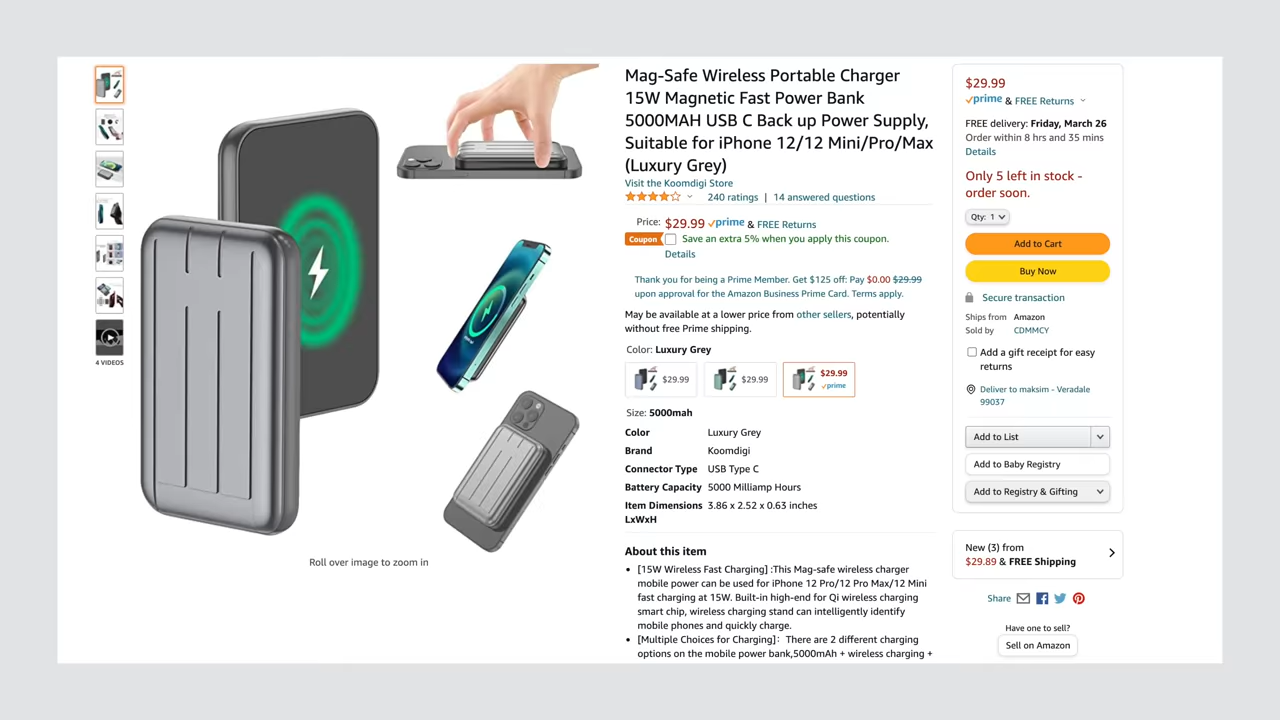 4 VIDEOS
Roll over image to zoom in
Mag-Safe Wireless Portable Charger
15W Magnetic Fast Power Bank
5000MAH USB C Back up Power Supply,
Suitable for iPhone 12/12 Mini/Pro/Max
(Luxury Grey)
Visit the Koomdigi Store
240 ratings | 14 answered questions
Price: $29.99 prime & FREE Returns
Coupon Save an extra 5% when you apply this coupon.
Details
Thank you for being a Prime Member. Get $125 off: Pay $0.00 $29.99
upon approval for the Amazon Business Prime Card. Terms apply.
May be available at a lower price from other sellers, potentially
without free Prime shipping.
Color: Luxury Grey
$29.99
$29.99
$29.99
prime
Size: 5000mah
Color Luxury Grey
Brand Koomdigi
Connector Type USB Type C
Battery Capacity 5000 Milliamp Hours
Item Dimensions 3.86 x 2.52 x 0.63 inches
LxWxH
About this item
• [15W Wireless Fast Charging] :This Mag-safe wireless charger
mobile power can be used for iPhone 12 Pro/12 Pro Max/12 Mini
fast charging at 15W. Built-in high-end for Qi wireless charging
smart chip, wireless charging stand can intelligently identify
mobile phones and quickly charge.
• [Multiple Choices for Charging]： There are 2 different charging
options on the mobile power bank,5000mAh + wireless charging +
$29.99
prime & FREE Returns
FREE delivery: Friday, March 26
Order within 8 hrs and 35 mins
Details
Only 5 left in stock -
order soon.
Qty: 1
Add to Cart
Buy Now
Secure transaction
Ships from Amazon
Sold by CDMMCY
Add a gift receipt for easy
returns
Deliver to maksim - Veradale
99037
Add to List
Add to Baby Registry
Add to Registry & Gifting
New (3) from
$29.89 & FREE Shipping
Share
Have one to sell?
Sell on Amazon